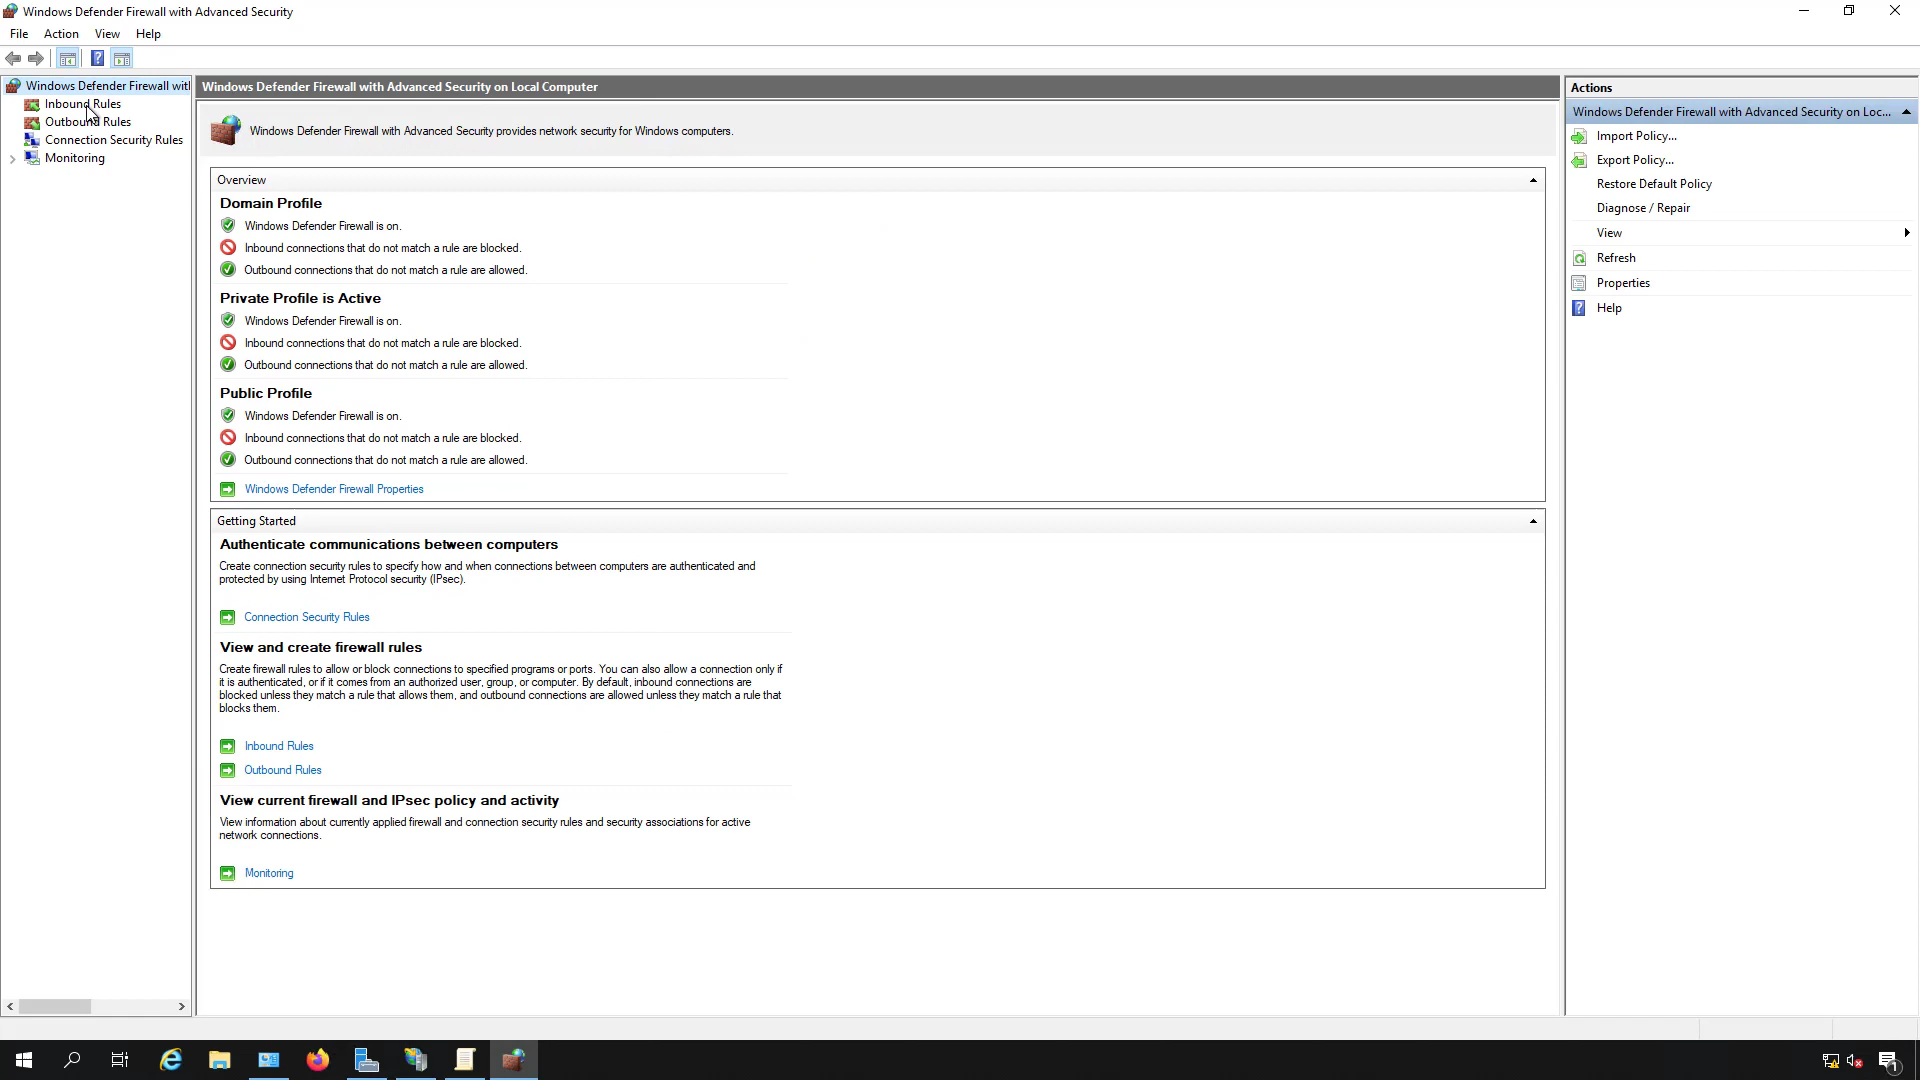 Windows Defender Firewall with Advanced Security
File Action View Help
Windows Defender Firewall wit
Inbound Rules
Outbound Rules
Connection Security Rules
Monitoring
Windows Defender Firewall with Advanced Security on Local Computer
Windows Defender Firewall with Advanced Security provides network security for Windows computers.
Overview
Domain Profile
Windows Defender Firewall is on.
Inbound connections that do not match a rule are blocked.
Outbound connections that do not match a rule are allowed.
Private Profile is Active
Windows Defender Firewall is on.
Inbound connections that do not match a rule are blocked.
Outbound connections that do not match a rule are allowed.
Public Profile
Windows Defender Firewall is on.
Inbound connections that do not match a rule are blocked.
Outbound connections that do not match a rule are allowed.
Windows Defender Firewall Properties
Getting Started
Authenticate communications between computers
Create connection security rules to specify how and when connections between computers are authenticated and
protected by using Internet Protocol security (IPsec).
Connection Security Rules
View and create firewall rules
Create firewall rules to allow or block connections to specified programs or ports. You can also allow a connection only if
it is authenticated, or if it comes from an authorized user, group, or computer. By default, inbound connections are
blocked unless they match a rule that allows them, and outbound connections are allowed unless they match a rule that
blocks them.
Inbound Rules
Outbound Rules
View current firewall and IPsec policy and activity
View information about currently applied firewall and connection security rules and security associations for active
network connections.
Monitoring
Actions
Windows Defender Firewall with Advanced Security on Loc...
Import Policy...
Export Policy...
Restore Default Policy
Diagnose / Repair
View
Refresh
Properties
Help
1